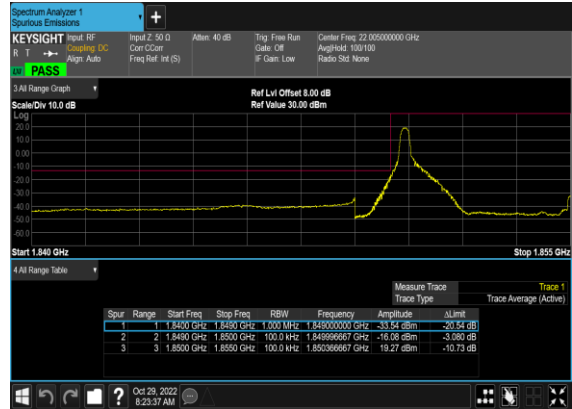 Spectrum Analyzer 1
Spurious Emissions
KEYSIGHT Input: RF Input Z: 50 Ω Atten: 40 dB Trig: Free Run Center Freq: 22.005000000 GHz
R T Coupling: DC Corr CCorr Gate: Off Avg|Hold: 100/100
Align: Auto Freq Ref: Int (S) IF Gain: Low Radio Std: None
PASS
3 All Range Graph
Ref Lvl Offset 8.00 dB
Scale/Div 10.0 dB Ref Value 30.00 dBm
Log
20.0
10.0
0.00
-10.0
-20.0
-30.0
-40.0
-50.0
-60.0
Start 1.840 GHz Stop 1.855 GHz
4 All Range Table
Measure Trace Trace 1
Trace Type Trace Average (Active)
Spur Range Start Freq Stop Freq RBW Frequency Amplitude ΔLimit
1 1 1.8400 GHz 1.8490 GHz 1.000 MHz 1.849000000 GHz -33.54 dBm -20.54 dB
2 2 1.8490 GHz 1.8500 GHz 100.0 kHz 1.849996667 GHz -16.08 dBm -3.080 dB
3 3 1.8500 GHz 1.8550 GHz 100.0 kHz 1.850366667 GHz 19.27 dBm -10.73 dB
Oct 29, 2022
8:23:37 AM